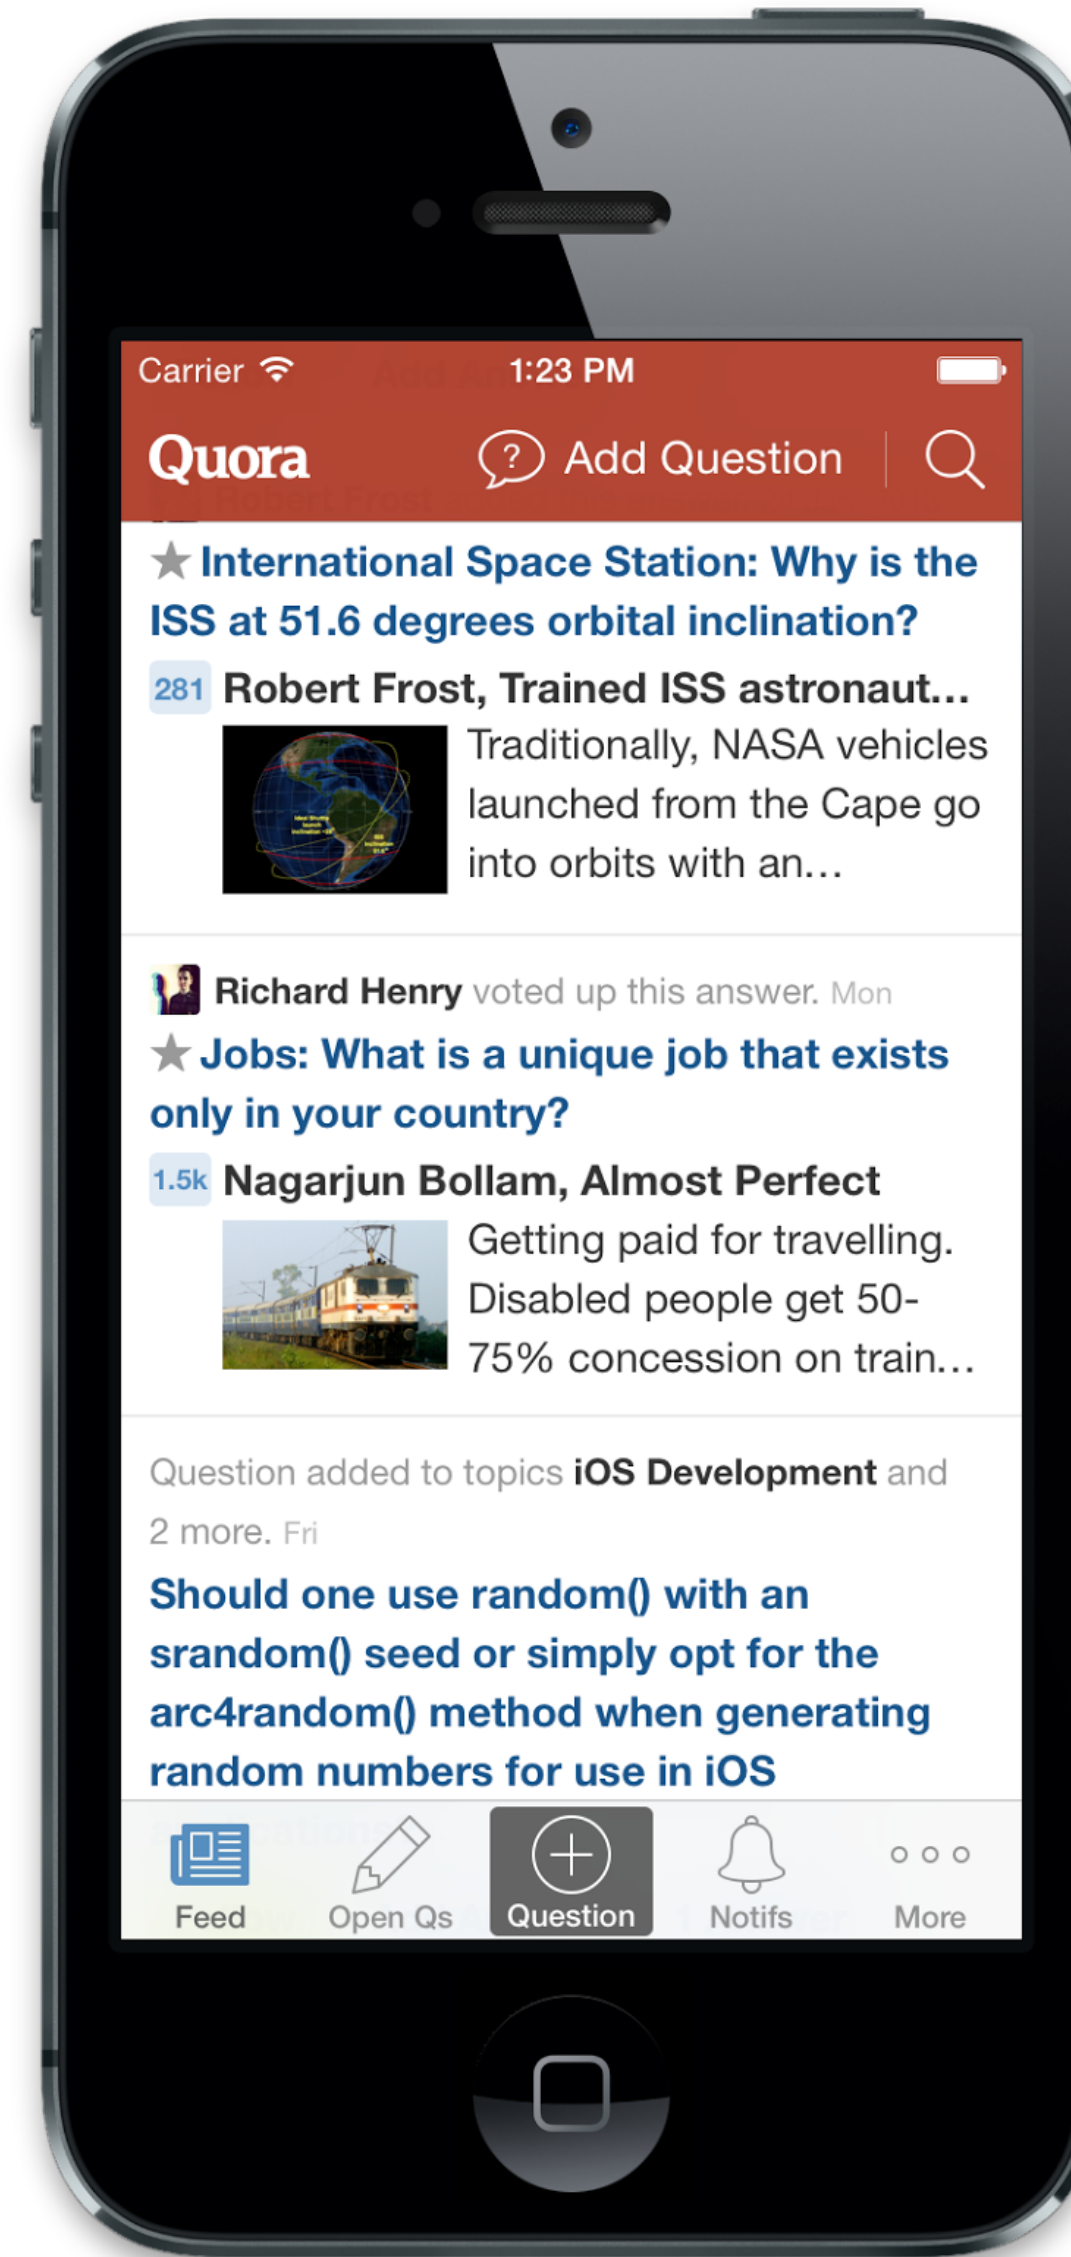 Carrier 1:23 PM
Quora ? Add Question
International Space Station: Why is the
ISS at 51.6 degrees orbital inclination?
281 Robert Frost, Trained ISS astronaut...
Traditionally, NASA vehicles
launched from the Cape go
into orbits with an...
Richard Henry voted up this answer. Mon
Jobs: What is a unique job that exists
only in your country?
1.5k Nagarjun Bollam, Almost Perfect
Getting paid for travelling.
Disabled people get 50-
75% concession on train...
Question added to topics iOS Development and
2 more. Fri
Should one use random() with an
srandom() seed or simply opt for the
arc4random() method when generating
random numbers for use in iOS
Feed Open Qs Question Notifs More